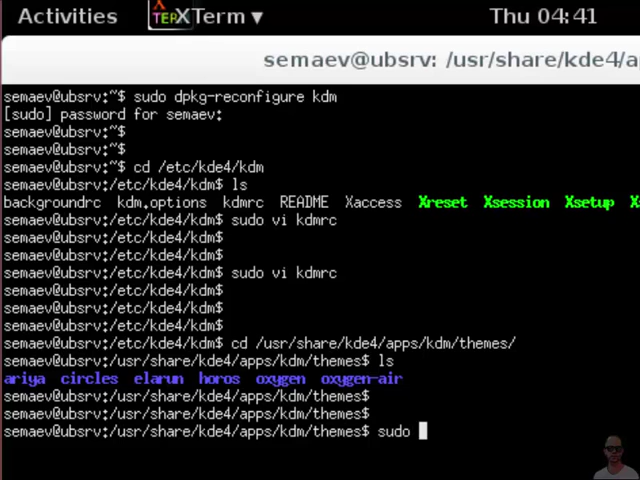 Activities XTerm ▾ Thu 04:41
semaev@ubsrv: /usr/share/kde4/ap
semaev@ubsrv:~$ sudo dpkg-reconfigure kdm
[sudo] password for semaev:
semaev@ubsrv:~$
semaev@ubsrv:~$
semaev@ubsrv:~$ cd /etc/kde4/kdm
semaev@ubsrv:/etc/kde4/kdm$ ls
backgroundrc kdm.options kdmrc README Xaccess Xreset Xsession Xsetup Xs
semaev@ubsrv:/etc/kde4/kdm$ sudo vi kdmrc
semaev@ubsrv:/etc/kde4/kdm$
semaev@ubsrv:/etc/kde4/kdm$
semaev@ubsrv:/etc/kde4/kdm$ sudo vi kdmrc
semaev@ubsrv:/etc/kde4/kdm$
semaev@ubsrv:/etc/kde4/kdm$
semaev@ubsrv:/etc/kde4/kdm$
semaev@ubsrv:/etc/kde4/kdm$ cd /usr/share/kde4/apps/kdm/themes/
semaev@ubsrv:/usr/share/kde4/apps/kdm/themes$ ls
ariya circles elarun horos oxygen oxygen-air
semaev@ubsrv:/usr/share/kde4/apps/kdm/themes$
semaev@ubsrv:/usr/share/kde4/apps/kdm/themes$
semaev@ubsrv:/usr/share/kde4/apps/kdm/themes$ sudo